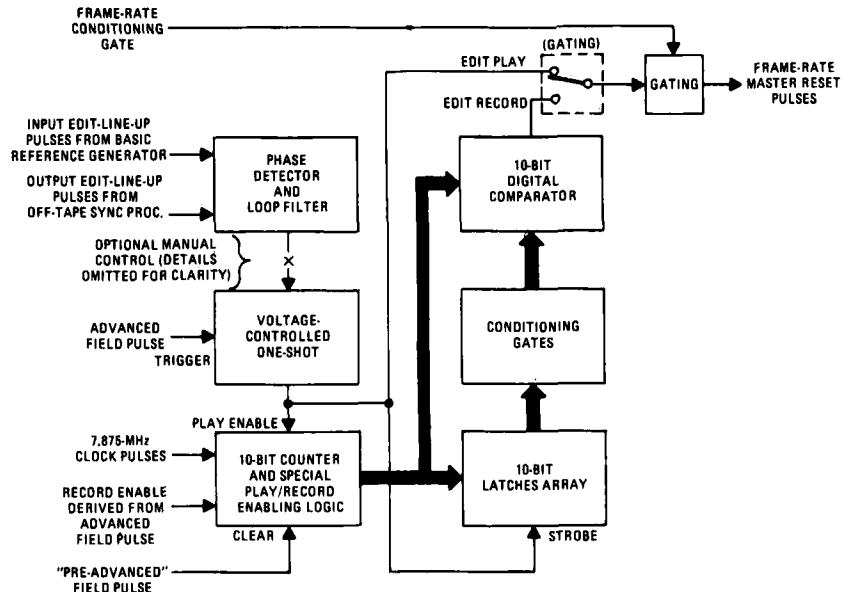 FRAME-RATE
CONDITIONING
GATE
(GATING)
EDIT PLAY
EDIT RECORD
GATING
FRAME-RATE
MASTER RESET
PULSES
INPUT EDIT-LINE-UP
PULSES FROM BASIC
REFERENCE GENERATOR
OUTPUT EDIT-LINE-UP
PULSES FROM
OFF-TAPE SYNC PROC.
PHASE
DETECTOR
AND
LOOP FILTER
10-BIT
DIGITAL
COMPARATOR
OPTIONAL MANUAL
CONTROL (DETAILS
OMITTED FOR CLARITY)
X
ADVANCED
FIELD PULSE
TRIGGER
VOLTAGE-
CONTROLLED
ONE-SHOT
CONDITIONING
GATES
PLAY ENABLE
7.875-MHz
CLOCK PULSES
RECORD ENABLE
DERIVED FROM
ADVANCED
FIELD PULSE
10-BIT COUNTER
AND SPECIAL
PLAY/RECORD
ENABLING LOGIC
10-BIT
LATCHES ARRAY
CLEAR
STROBE
"PRE-ADVANCED"
FIELD PULSE